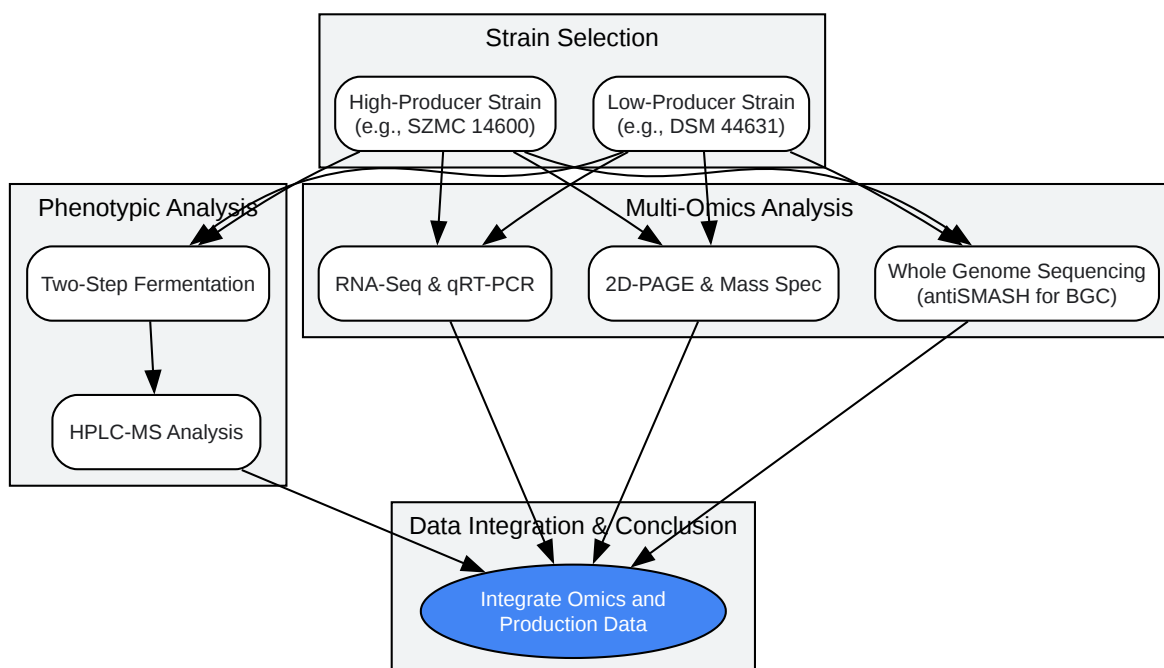 Strain Selection
High-Producer Strain
(e.g., SZMC 14600)
Low-Producer Strain
(e.g., DSM 44631)
Phenotypic Analysis
Multi-Omics Analysis
Two-Step Fermentation
RNA-Seq & qRT-PCR
2D-PAGE & Mass Spec
Whole Genome Sequencing
(antiSMASH for BGC)
HPLC-MS Analysis
Data Integration & Conclusion
Integrate Omics and
Production Data